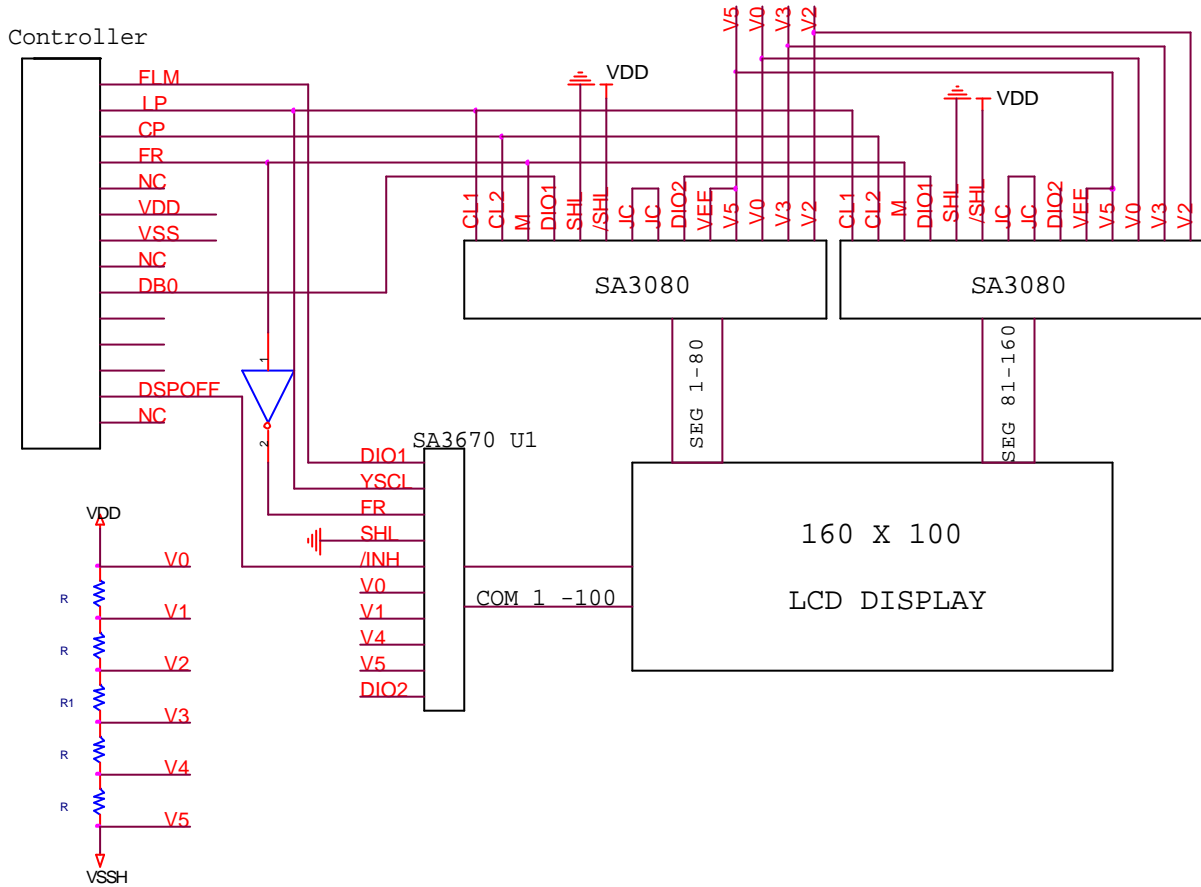 Controller
V5 V0 V3 V2
FLM
LP
CP
FR
NC
VDD
VSS
NC
DB0
DSPOFF
NC
VDD
VDD
CL1 CL2 M DIO1 SHL /SHL JC JC DIO2 VEE V5 V0 V3 V2
CL1 CL2 M DIO1 SHL /SHL JC JC DIO2 VEE V5 V0 V3 V2
SA3080
SA3080
SEG 1-80
SEG 81-160
1
2
SA3670 U1
DIO1
YSCL
FR
SHL
/INH
V0
V1
V4
V5
DIO2
COM 1 -100
160 X 100
LCD DISPLAY
VDD
V0
R
V1
R
V2
R1
V3
R
V4
R
V5
VSSH